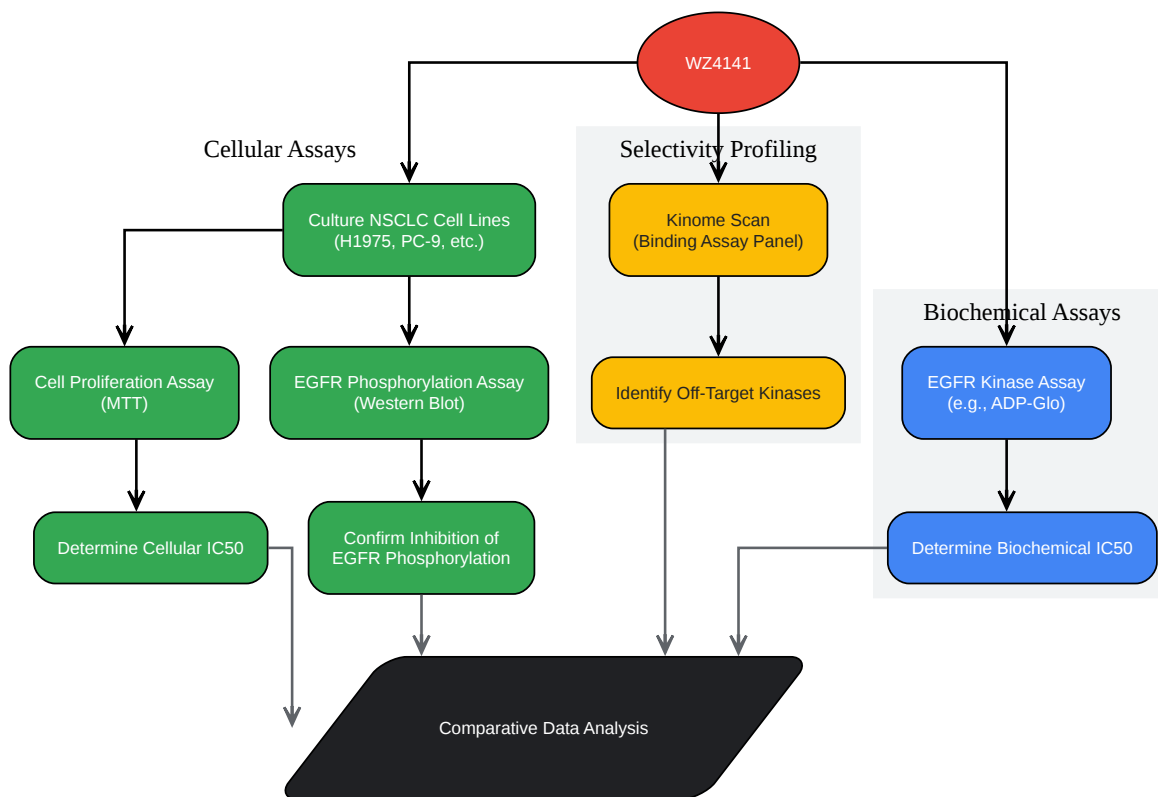 WZ4141
Cellular Assays
Selectivity Profiling
Culture NSCLC Cell Lines
(H1975, PC-9, etc.)
Kinome Scan
(Binding Assay Panel)
Biochemical Assays
Cell Proliferation Assay
(MTT)
EGFR Phosphorylation Assay
(Western Blot)
Identify Off-Target Kinases
EGFR Kinase Assay
(e.g., ADP-Glo)
Determine Cellular IC50
Confirm Inhibition of
EGFR Phosphorylation
Determine Biochemical IC50
Comparative Data Analysis